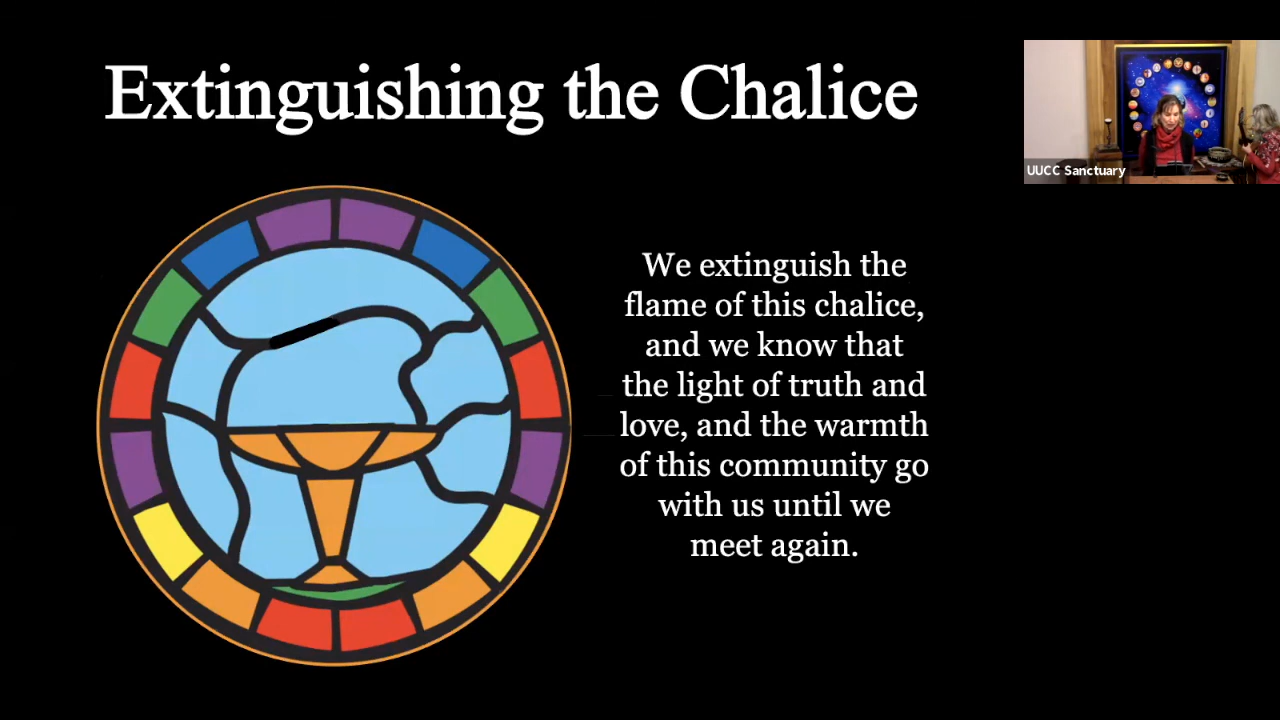 Extinguishing the Chalice
UUCC Sanctuary
We extinguish the
flame of this chalice,
and we know that
the light of truth and
love, and the warmth
of this community go
with us until we
meet again.